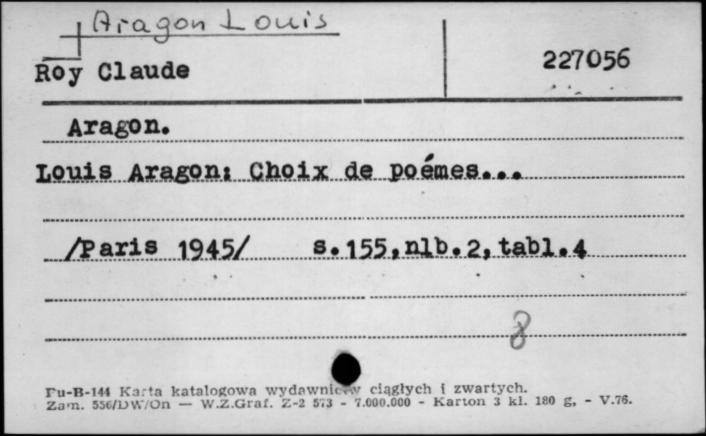 Aragon Louis
Roy Claude
227056
Aragon.
Louis Aragon: Choix de poémes...
/Paris 1945/ s.155,nlb.2,tabl.4
8
Pu-B-144 Karta katalogowa wydawnictw ciągłych i zwartych.
Zam. 556/DW/On — W.Z.Graf. Z-2 573 - 7.000.000 - Karton 3 kl. 180 g, - V.76.